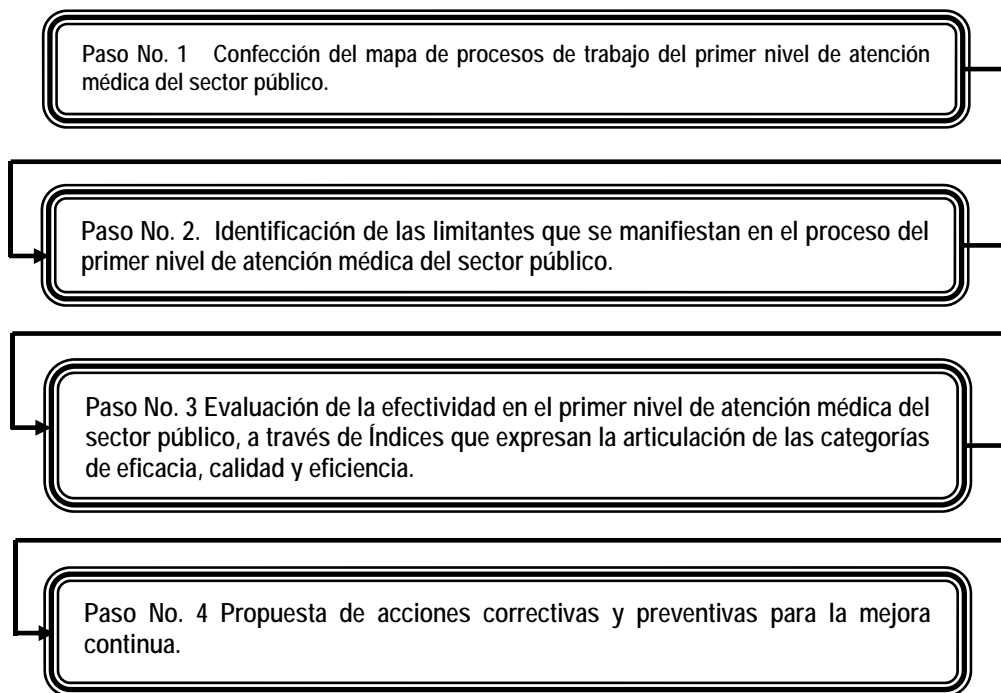 Paso No. 1 Confección del mapa de procesos de trabajo del primer nivel de atención
médica del sector público.
Paso No. 2. Identificación de las limitantes que se manifiestan en el proceso del
primer nivel de atención médica del sector público.
Paso No. 3 Evaluación de la efectividad en el primer nivel de atención médica del
sector público, a través de Índices que expresan la articulación de las categorías
de eficacia, calidad y eficiencia.
Paso No. 4 Propuesta de acciones correctivas y preventivas para la mejora
continua.